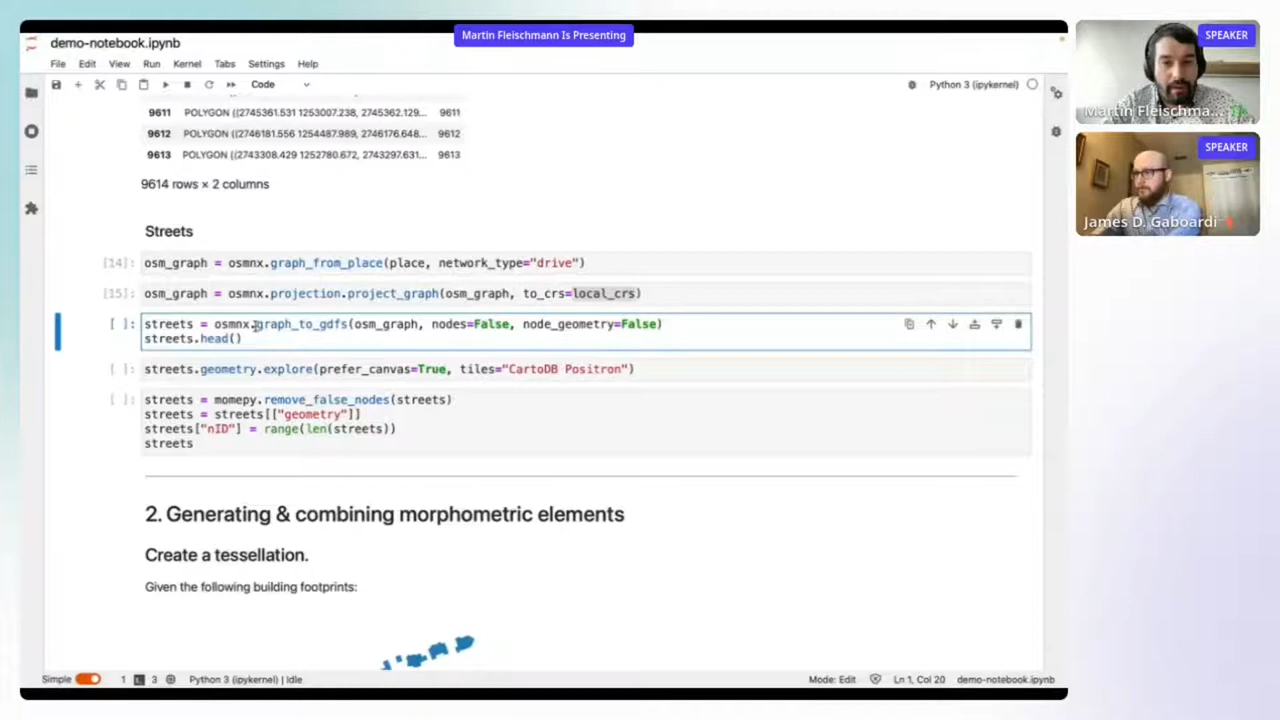 Martin Fleischmann Is Presenting
demo-notebook.ipynb
File Edit View Run Kernel Tabs Settings Help
Code
Python 3 (ipykernel)
9611 POLYGON ((2745361.531 1253007.238, 2745362.129... 9611
9612 POLYGON ((2746181.556 1254487.989, 2746176.648... 9612
9613 POLYGON ((2743308.429 1252780.672, 2743297.631... 9613
9614 rows × 2 columns
Streets
[14]: osm_graph = osmnx.graph_from_place(place, network_type="drive")
[15]: osm_graph = osmnx.projection.project_graph(osm_graph, to_crs=local_crs)
[ ]: streets = osmnx.graph_to_gdfs(osm_graph, nodes=False, node_geometry=False)
streets.head()
[ ]: streets.geometry.explore(prefer_canvas=True, tiles="CartoDB Positron")
[ ]: streets = momepy.remove_false_nodes(streets)
streets = streets[["geometry"]]
streets["nID"] = range(len(streets))
streets
2. Generating & combining morphometric elements
Create a tessellation.
Given the following building footprints:
Simple 1 3 Python 3 (ipykernel) | Idle Mode: Edit Ln 1, Col 20 demo-notebook.ipynb
SPEAKER
Martin Fleischma...
SPEAKER
James D. Gaboardi